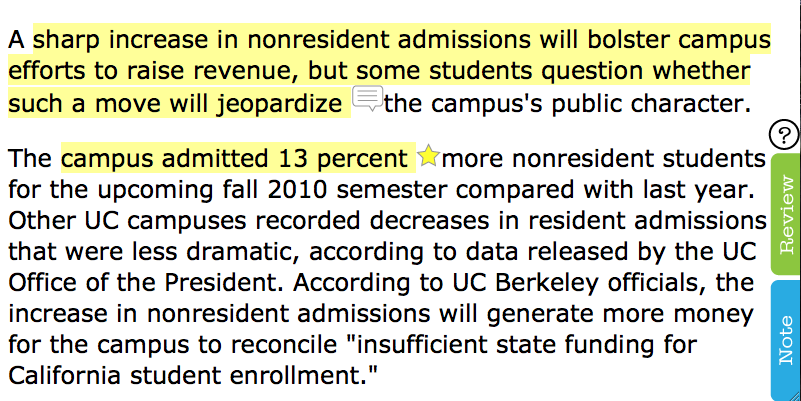 A sharp increase in nonresident admissions will bolster campus
efforts to raise revenue, but some students question whether
such a move will jeopardize the campus's public character.
The campus admitted 13 percent more nonresident students
for the upcoming fall 2010 semester compared with last year.
Other UC campuses recorded decreases in resident admissions
that were less dramatic, according to data released by the UC
Office of the President. According to UC Berkeley officials, the
increase in nonresident admissions will generate more money
for the campus to reconcile "insufficient state funding for
California student enrollment."
?
Review
Note